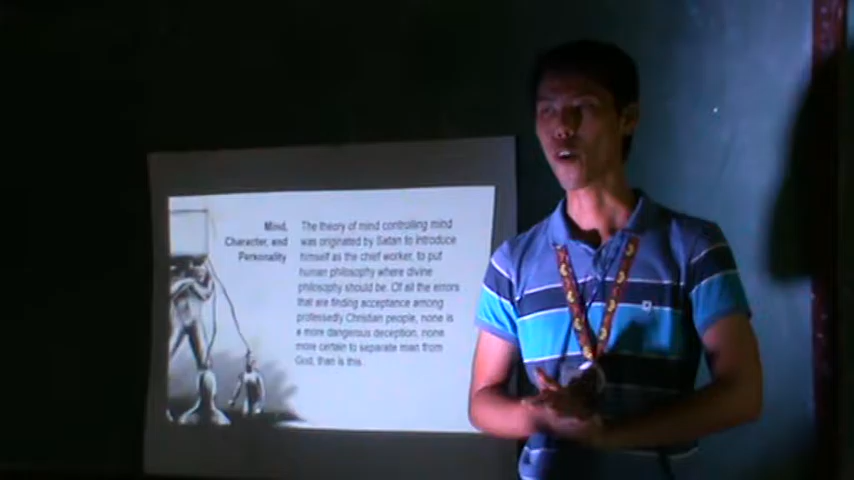 Mind,
Character, and
Personality
The theory of mind controlling mind
was originated by Satan to introduce
himself as the chief worker, to put
human philosophy where divine
philosophy should be. Of all the errors
that are finding acceptance among
professedly Christian people, none is
a more dangerous deception, none
more certain to separate man from
God, than is this.